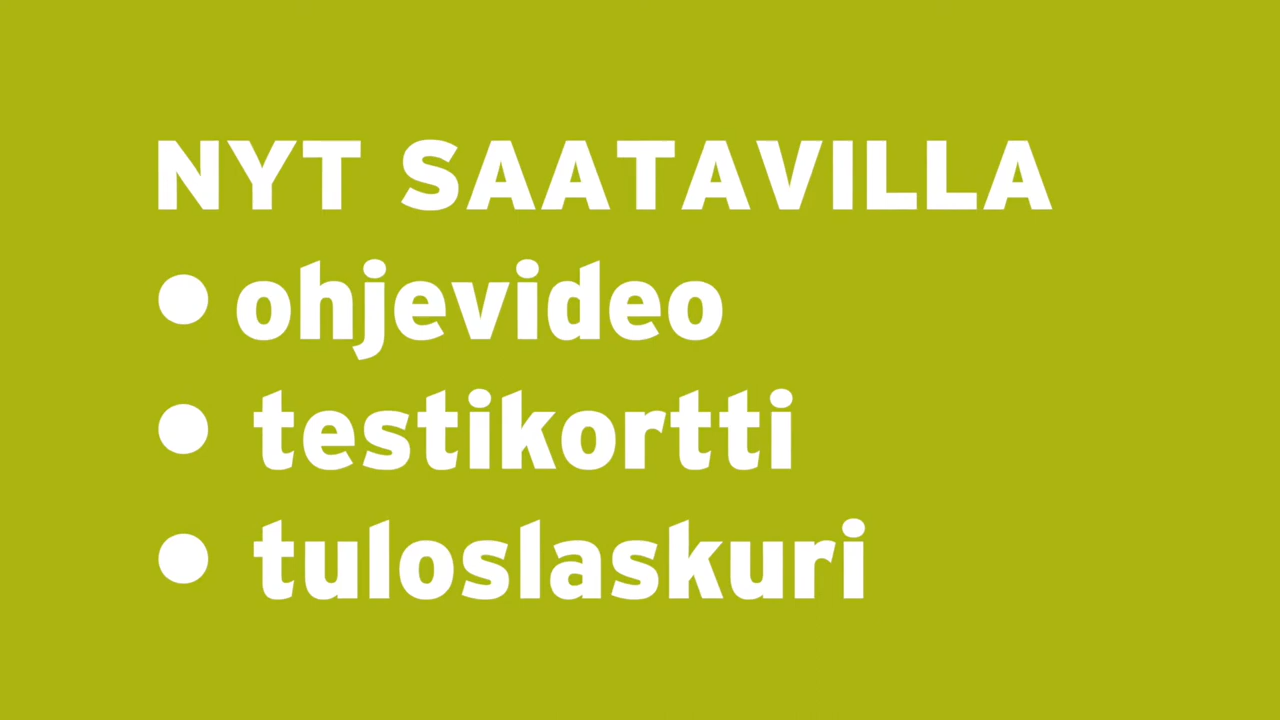 NYT SAATAVILLA
• ohjevideo
• testikortti
• tuloslaskuri